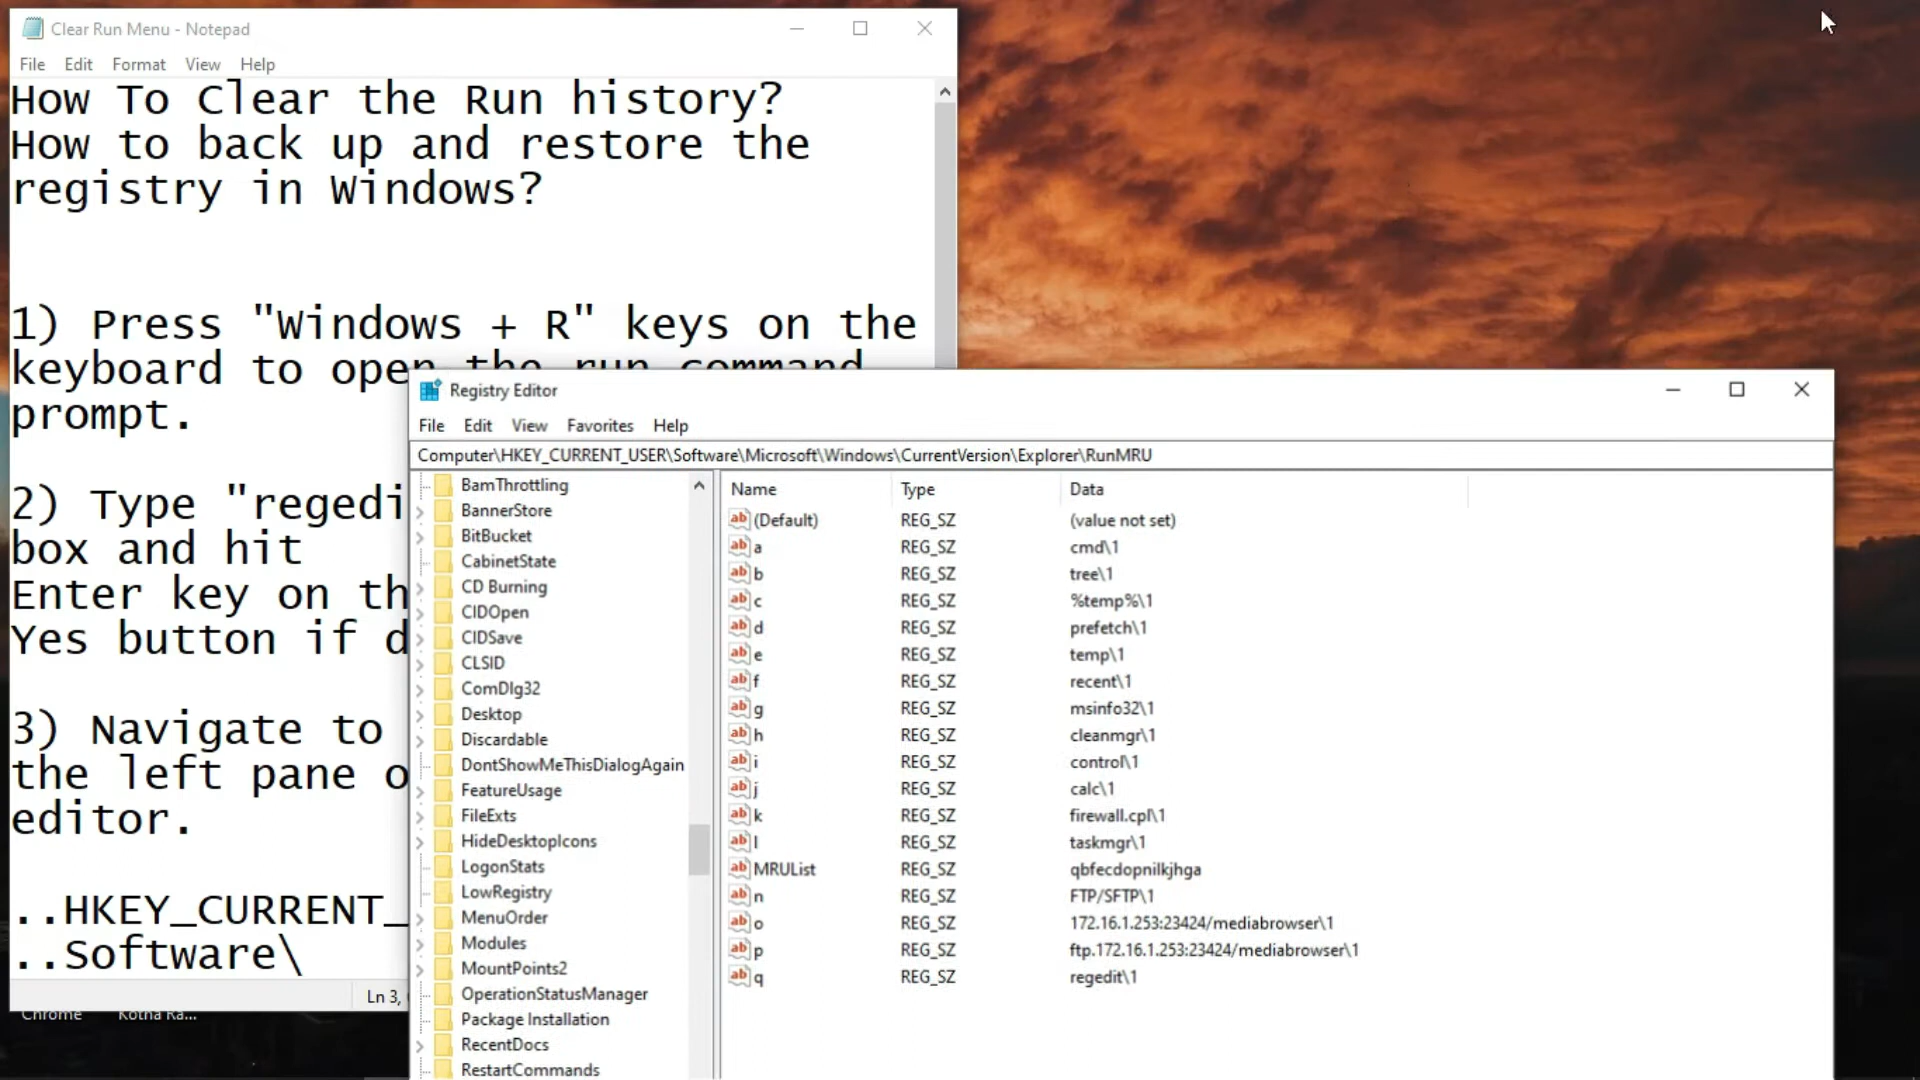 Clear Run Menu - Notepad
File Edit Format View Help
How To Clear the Run history?
How to back up and restore the
registry in Windows?
1) Press "Windows + R" keys on the
keyboard to open the run command
prompt.
2) Type "regedi
box and hit
Enter key on th
Yes button if d
3) Navigate to
the left pane o
editor.
..HKEY_CURRENT_
..Software\
Ln 3,
Chrome
Kotha Ra...
Registry Editor
File Edit View Favorites Help
Computer\HKEY_CURRENT_USER\Software\Microsoft\Windows\CurrentVersion\Explorer\RunMRU
BamThrottling
BannerStore
BitBucket
CabinetState
CD Burning
CIDOpen
CIDSave
CLSID
ComDlg32
Desktop
Discardable
DontShowMeThisDialogAgain
FeatureUsage
FileExts
HideDesktopIcons
LogonStats
LowRegistry
MenuOrder
Modules
MountPoints2
OperationStatusManager
Package Installation
RecentDocs
RestartCommands
Name Type Data
(Default) REG_SZ (value not set)
a REG_SZ cmd\1
b REG_SZ tree\1
c REG_SZ %temp%\1
d REG_SZ prefetch\1
e REG_SZ temp\1
f REG_SZ recent\1
g REG_SZ msinfo32\1
h REG_SZ cleanmgr\1
i REG_SZ control\1
j REG_SZ calc\1
k REG_SZ firewall.cpl\1
l REG_SZ taskmgr\1
MRUList REG_SZ qbfecdopnilkjhga
n REG_SZ FTP/SFTP\1
o REG_SZ 172.16.1.253:23424/mediabrowser\1
p REG_SZ ftp.172.16.1.253:23424/mediabrowser\1
q REG_SZ regedit\1